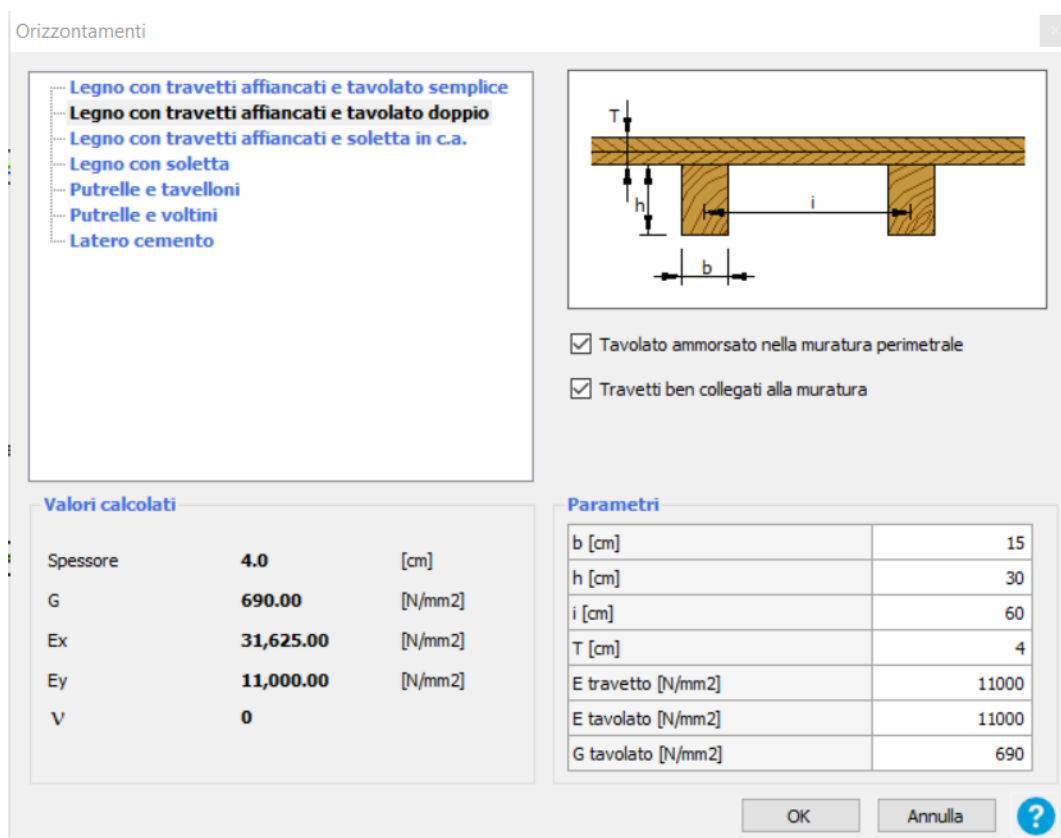 Orizzontamenti
Legno con travetti affiancati e tavolato semplice
Legno con travetti affiancati e tavolato doppio
Legno con travetti affiancati e soletta in c.a.
Legno con soletta
Putrelle e tavelloni
Putrelle e voltini
Latero cemento
T
h
i
b
Tavolato ammorsato nella muratura perimetrale
Travetti ben collegati alla muratura
Valori calcolati
Spessore 4.0 [cm]
G 690.00 [N/mm2]
Ex 31,625.00 [N/mm2]
Ey 11,000.00 [N/mm2]
ν 0
Parametri
b [cm] 15
h [cm] 30
i [cm] 60
T [cm] 4
E travetto [N/mm2] 11000
E tavolato [N/mm2] 11000
G tavolato [N/mm2] 690
OK Annulla ?